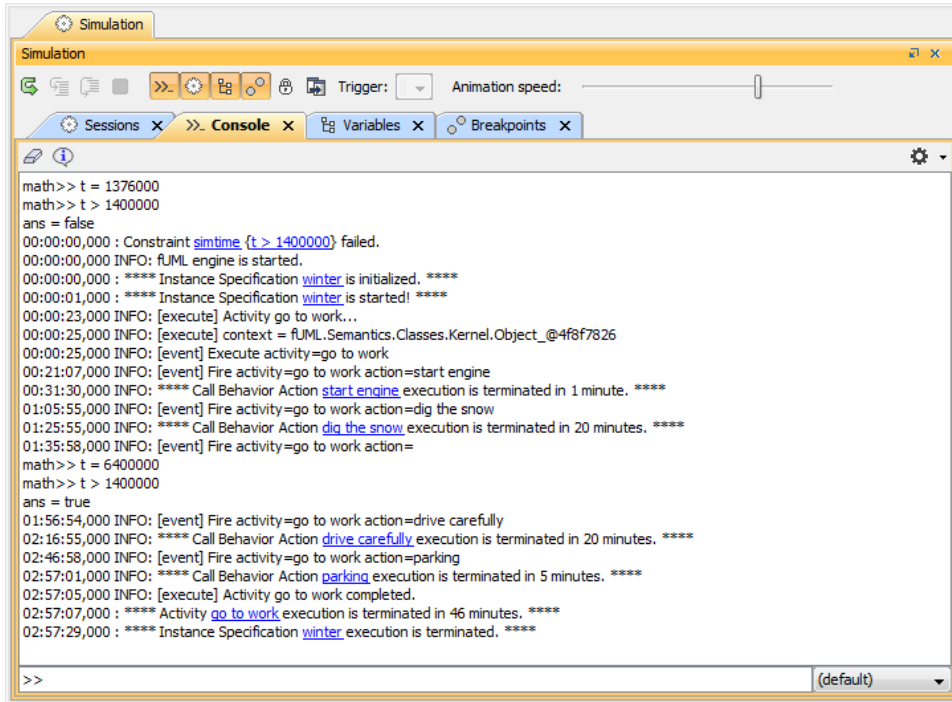 Simulation
Simulation
Trigger: Animation speed:
Sessions Console Variables Breakpoints
math>> t = 1376000
math>> t > 1400000
ans = false
00:00:00,000 : Constraint simtime {t > 1400000} failed.
00:00:00,000 INFO: fUML engine is started.
00:00:00,000 : **** Instance Specification winter is initialized. ****
00:00:01,000 : **** Instance Specification winter is started! ****
00:00:23,000 INFO: [execute] Activity go to work...
00:00:25,000 INFO: [execute] context = fUML.Semantics.Classes.Kernel.Object_@4f8f7826
00:00:25,000 INFO: [event] Execute activity=go to work
00:21:07,000 INFO: [event] Fire activity=go to work action=start engine
00:31:30,000 INFO: **** Call Behavior Action start engine execution is terminated in 1 minute. ****
01:05:55,000 INFO: [event] Fire activity=go to work action=dig the snow
01:25:55,000 INFO: **** Call Behavior Action dig the snow execution is terminated in 20 minutes. ****
01:35:58,000 INFO: [event] Fire activity=go to work action=
math>> t = 6400000
math>> t > 1400000
ans = true
01:56:54,000 INFO: [event] Fire activity=go to work action=drive carefully
02:16:55,000 INFO: **** Call Behavior Action drive carefully execution is terminated in 20 minutes. ****
02:46:58,000 INFO: [event] Fire activity=go to work action=parking
02:57:01,000 INFO: **** Call Behavior Action parking execution is terminated in 5 minutes. ****
02:57:05,000 INFO: [execute] Activity go to work completed.
02:57:07,000 : **** Activity go to work execution is terminated in 46 minutes. ****
02:57:29,000 : **** Instance Specification winter execution is terminated. ****
>> (default)